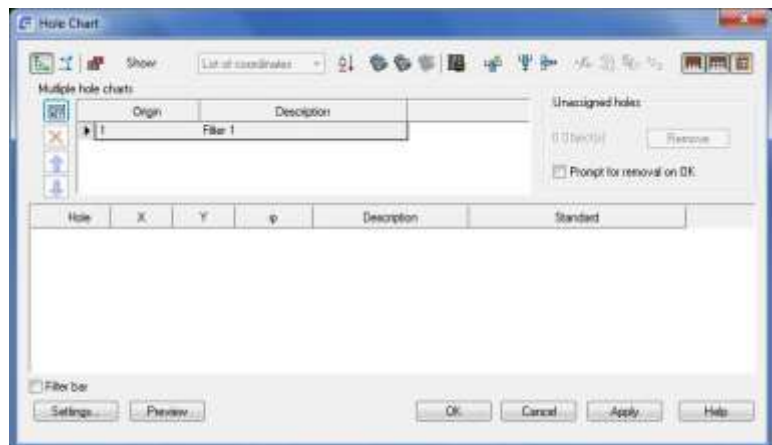 Hole Chart
Show
List of coordinates
Multiple hole charts
Origin Description
1 Filter 1
Unassigned holes
0 Object(s) Remove
Prompt for removal on OK
Hole X Y φ Description Standard
Filter bar
Settings... Preview... OK Cancel Apply Help